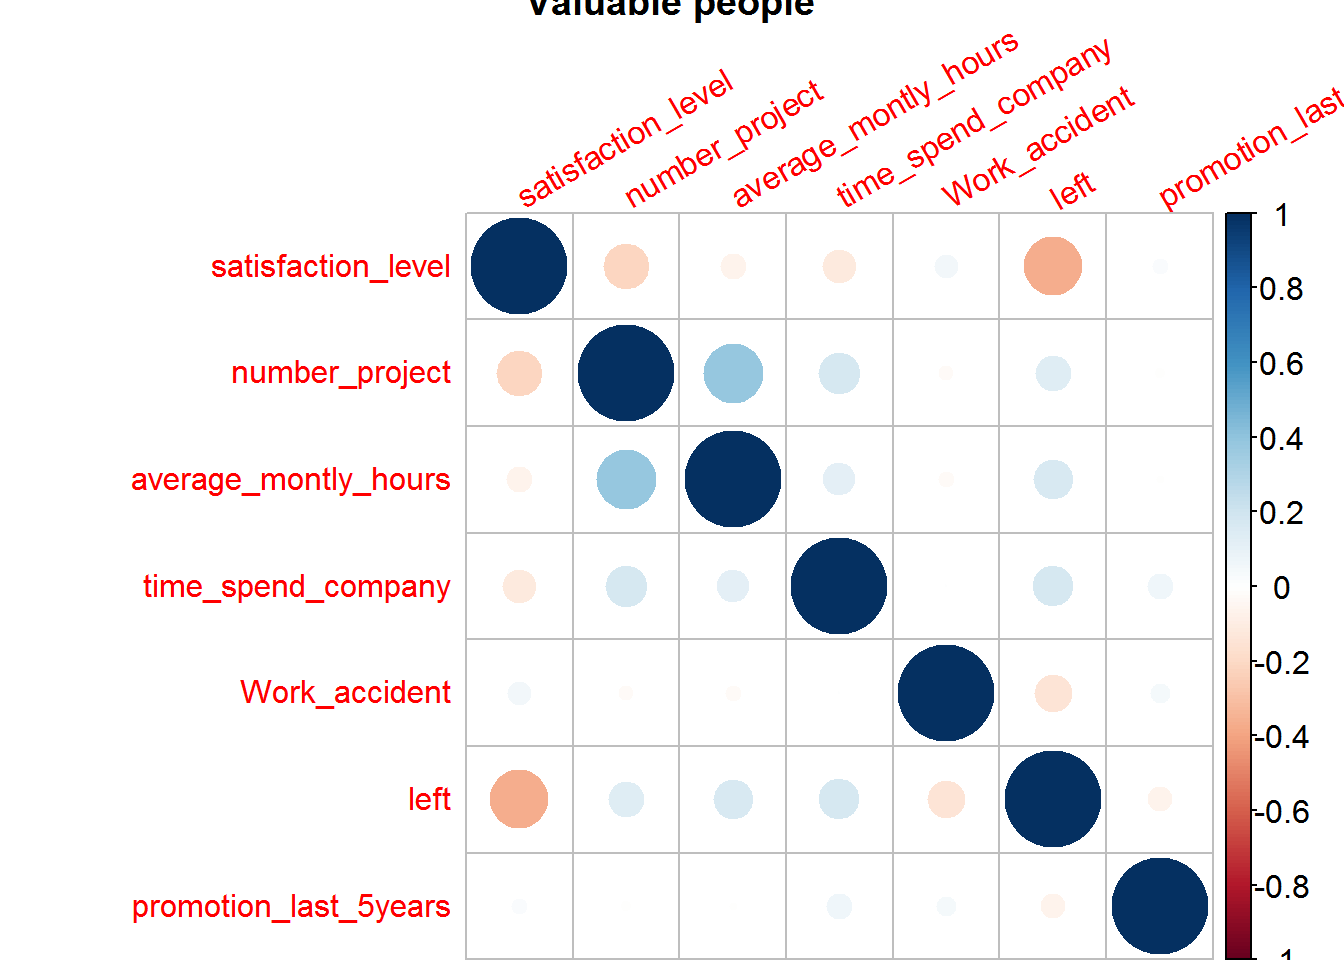 Valuable people
satisfaction_level
number_project
average_montly_hours
time_spend_company
Work_accident
left
promotion_last
satisfaction_level
number_project
average_montly_hours
time_spend_company
Work_accident
left
promotion_last_5years
1
0.8
0.6
0.4
0.2
0
-0.2
-0.4
-0.6
-0.8
-1